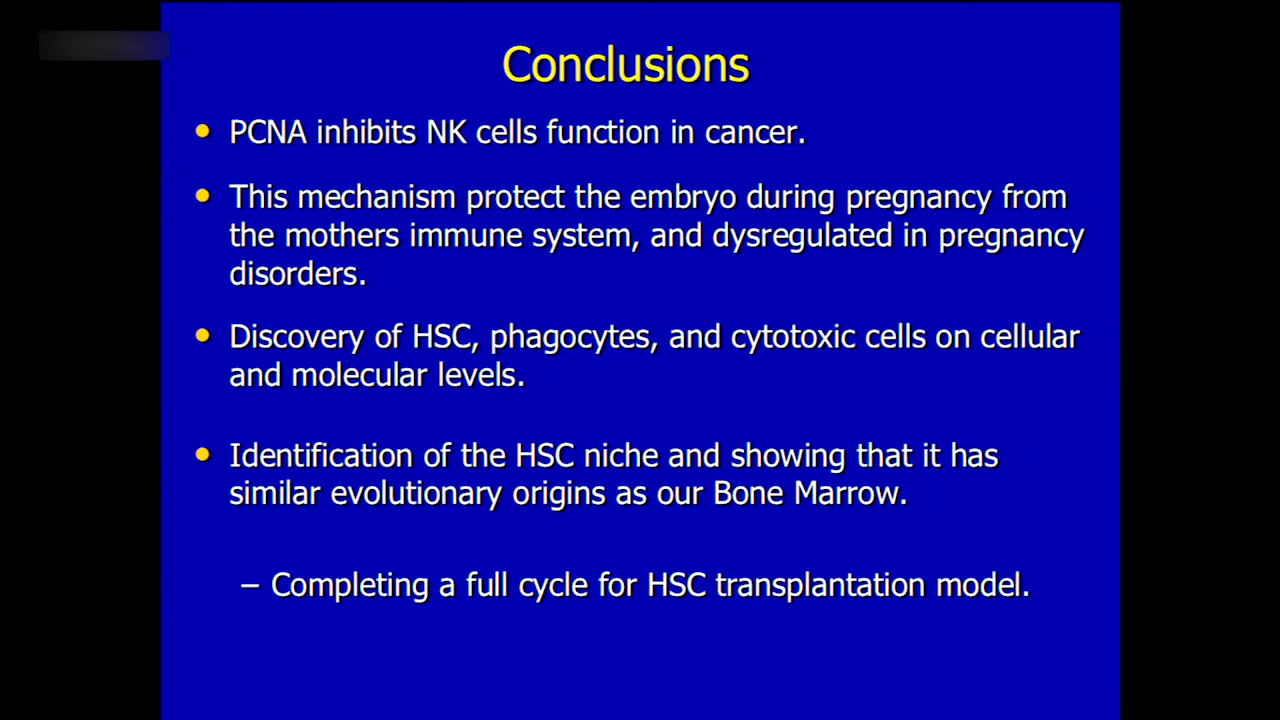 Conclusions
• PCNA inhibits NK cells function in cancer.
• This mechanism protect the embryo during pregnancy from
the mothers immune system, and dysregulated in pregnancy
disorders.
• Discovery of HSC, phagocytes, and cytotoxic cells on cellular
and molecular levels.
• Identification of the HSC niche and showing that it has
similar evolutionary origins as our Bone Marrow.
– Completing a full cycle for HSC transplantation model.